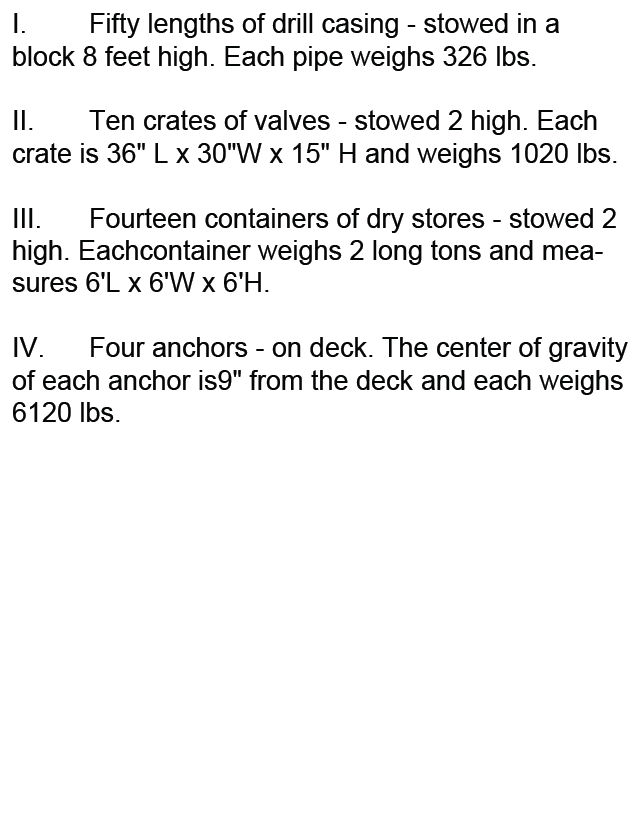 I. Fifty lengths of drill casing - stowed in a
block 8 feet high. Each pipe weighs 326 lbs.
II. Ten crates of valves - stowed 2 high. Each
crate is 36" L x 30"W x 15" H and weighs 1020 lbs.
III. Fourteen containers of dry stores - stowed 2
high. Eachcontainer weighs 2 long tons and mea-
sures 6'L x 6'W x 6'H.
IV. Four anchors - on deck. The center of gravity
of each anchor is9" from the deck and each weighs
6120 lbs.